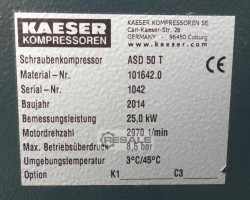 KAESER
KOMPRESSOREN
KAESER KOMPRESSOREN SE
Carl-Kaeser-Str. 26
GERMANY - 96450 Coburg
www.kaeser.com
Schraubenkompressor ASD 50 T
Material-Nr. 101642.0
Serial-Nr. 1042
Baujahr 2014
Bemessungsleistung 25,0 kW
Motordrehzahl 2970 1/min
Max. Betriebsüberdruck 8,5 bar
Umgebungstemperatur 3°C/45°C
Option K1 C3
RESALE